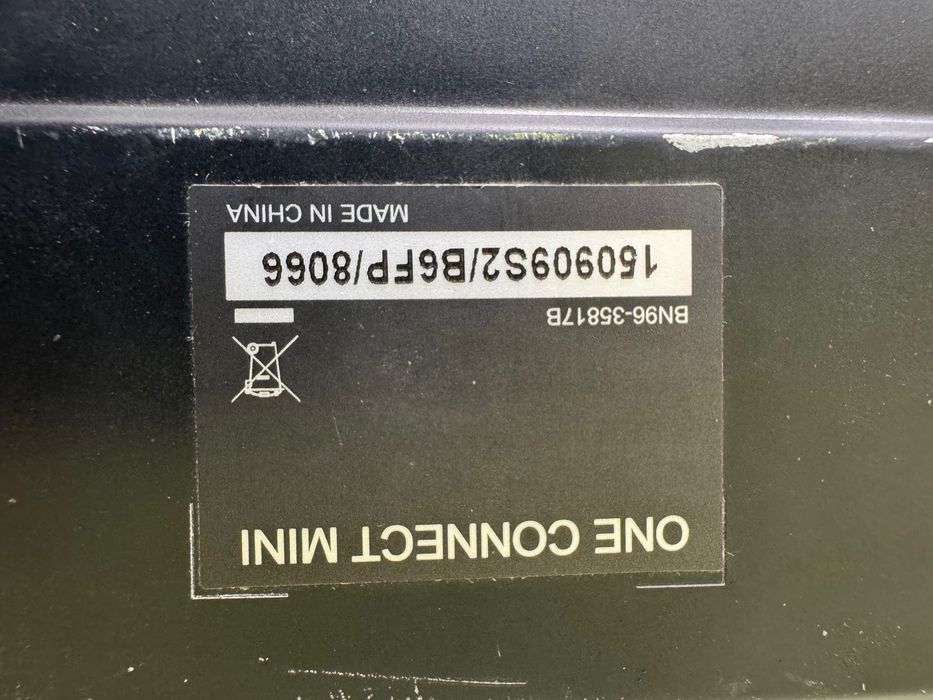 ONE CONNECT MINI
BN96-35817B
150909S2/B6FP/8066
MADE IN CHINA